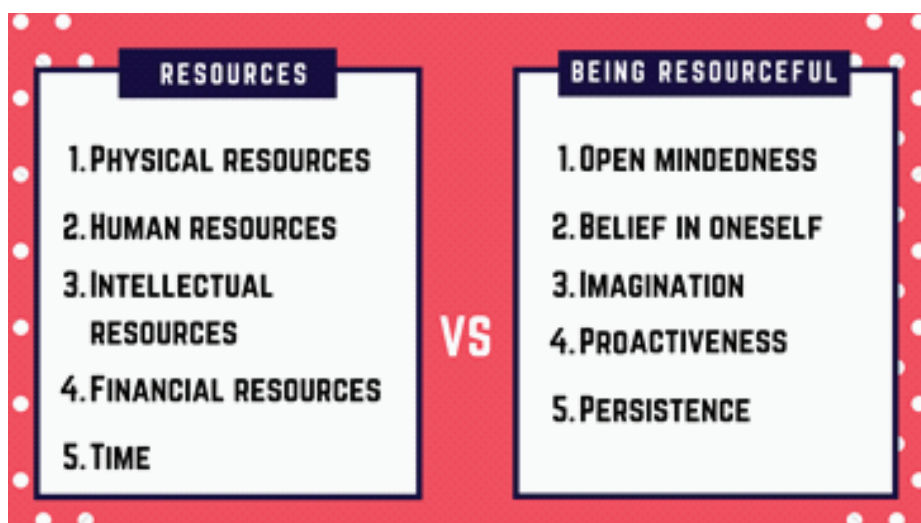 RESOURCES
1. PHYSICAL RESOURCES
2. HUMAN RESOURCES
3. INTELLECTUAL
RESOURCES
4. FINANCIAL RESOURCES
5. TIME
VS
BEING RESOURCEFUL
1. OPEN MINDEDNESS
2. BELIEF IN ONESELF
3. IMAGINATION
4. PROACTIVENESS
5. PERSISTENCE